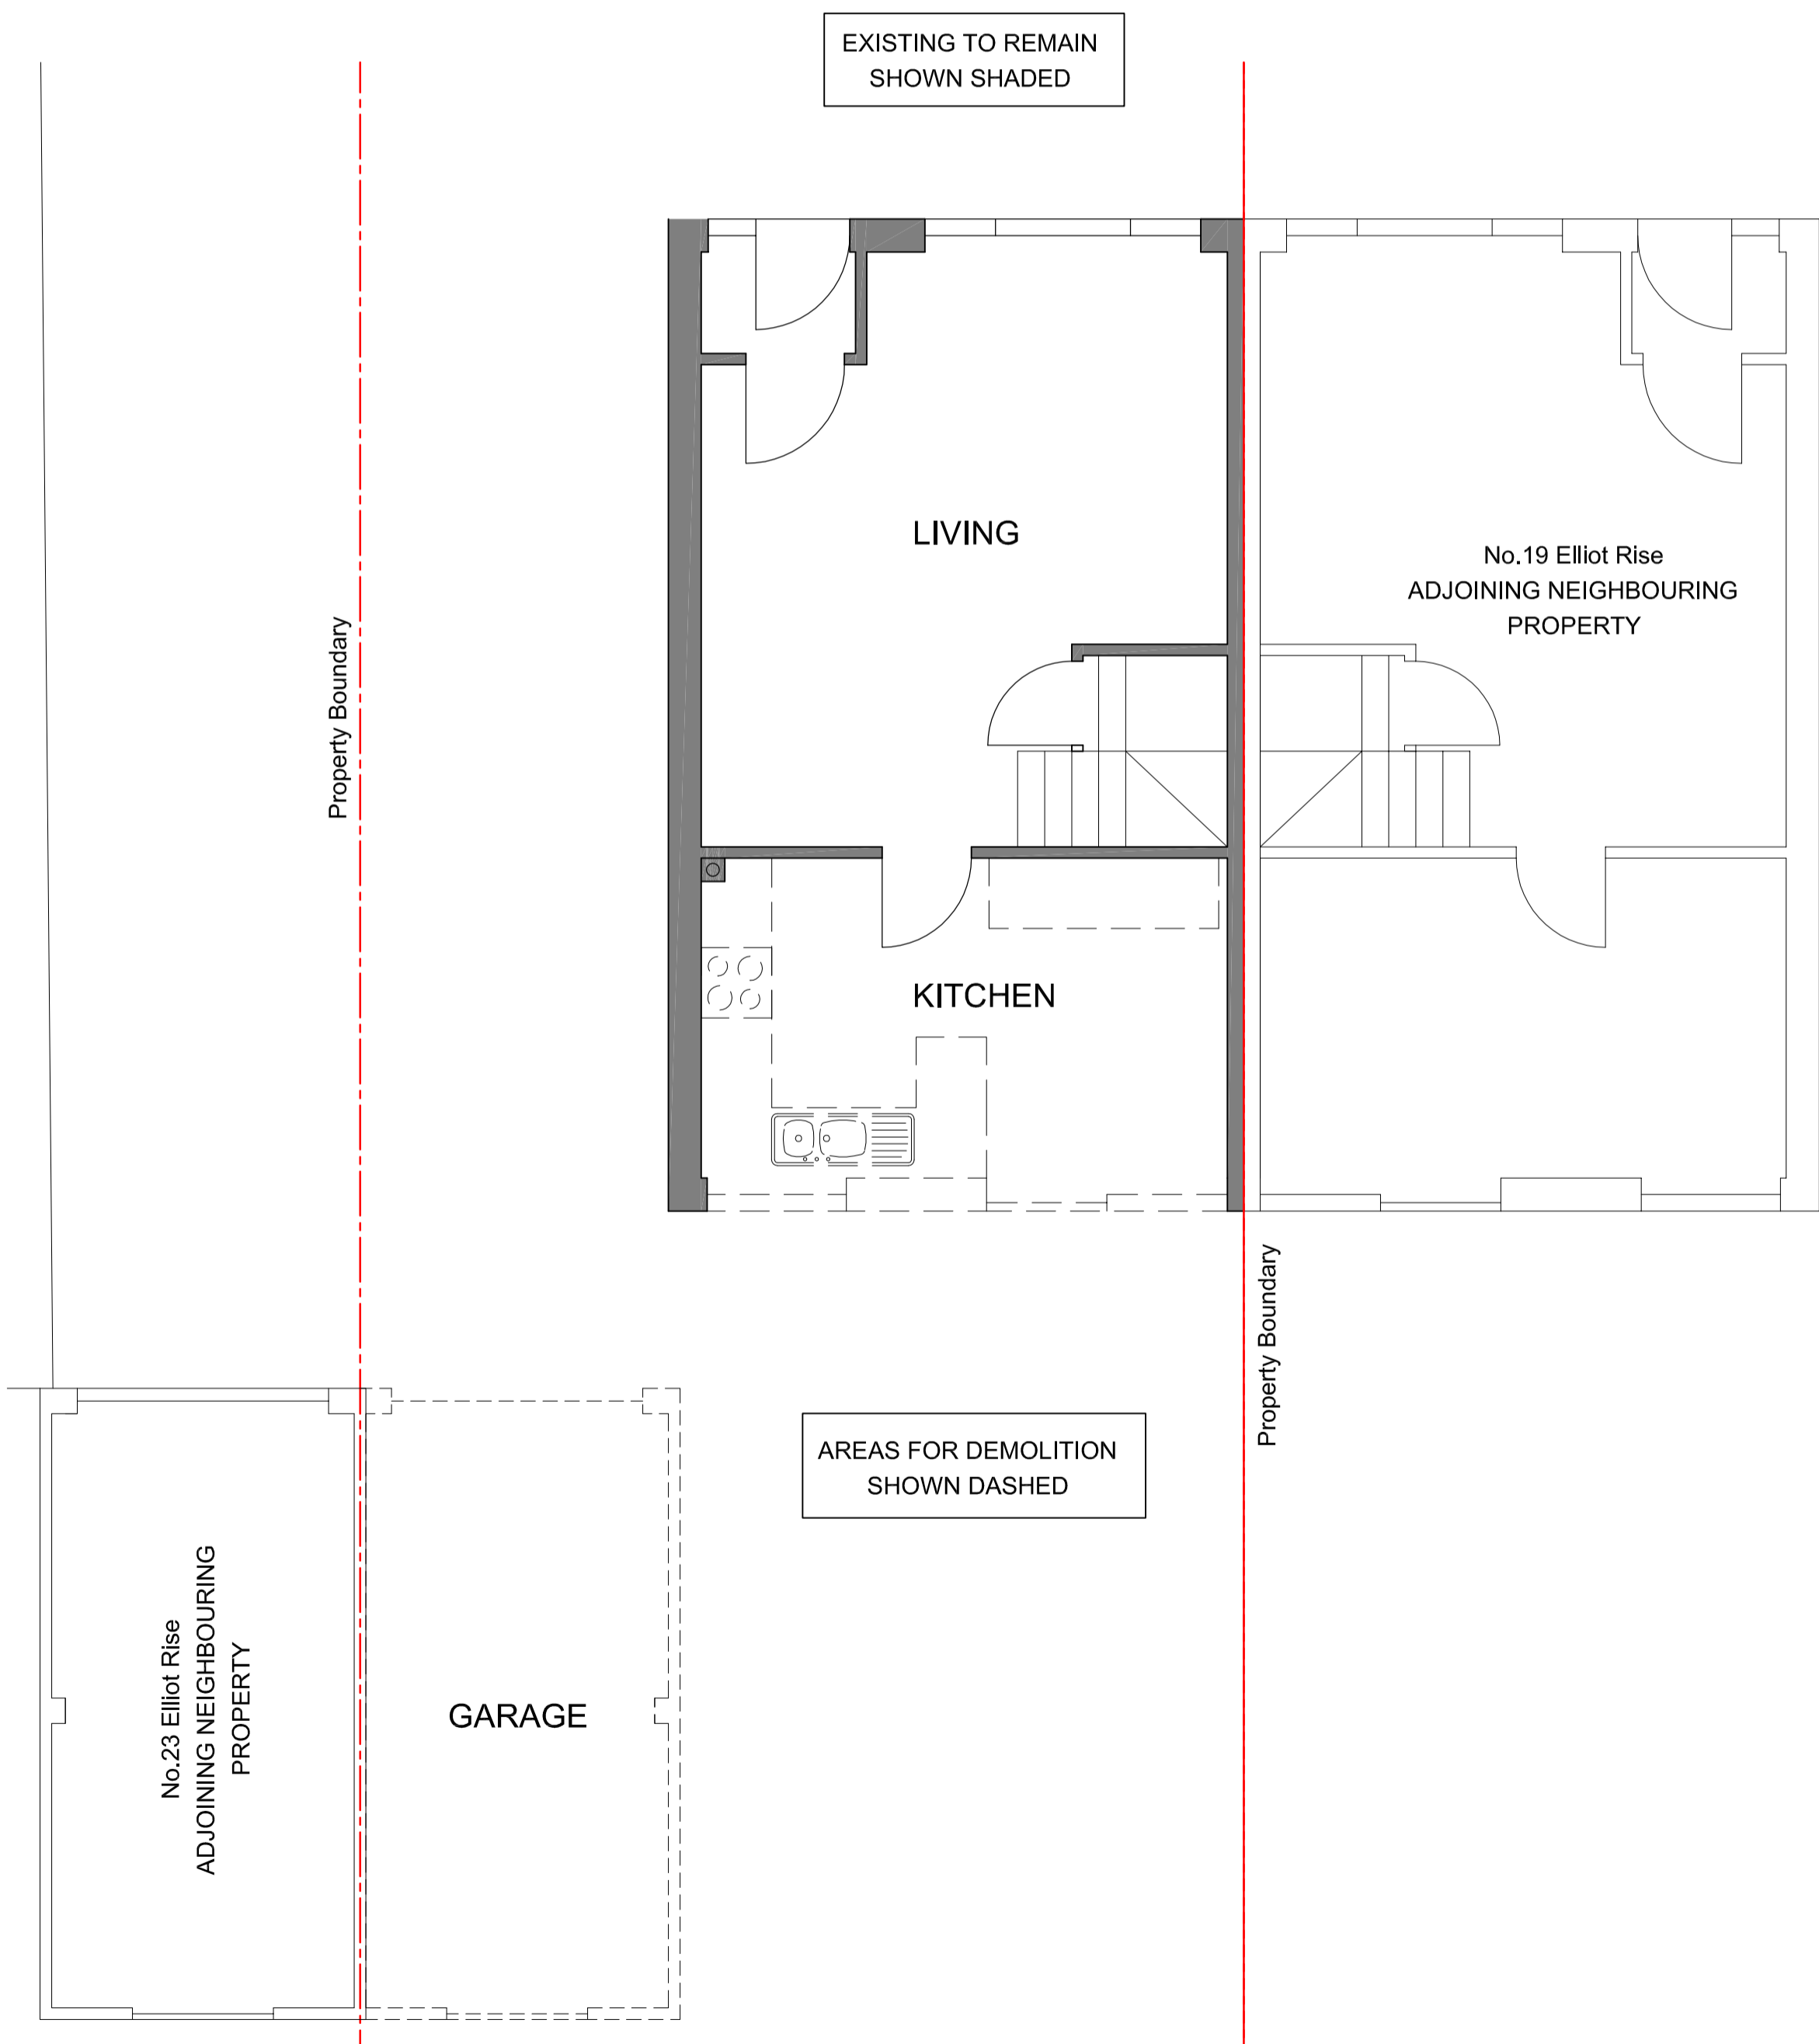 EXISTING TO REMAIN
SHOWN SHADED
LIVING
No.19 Elliot Rise
ADJOINING NEIGHBOURING
PROPERTY
Property Boundary
KITCHEN
Property Boundary
AREAS FOR DEMOLITION
SHOWN DASHED
No.23 Elliot Rise
ADJOINING NEIGHBOURING
PROPERTY
GARAGE